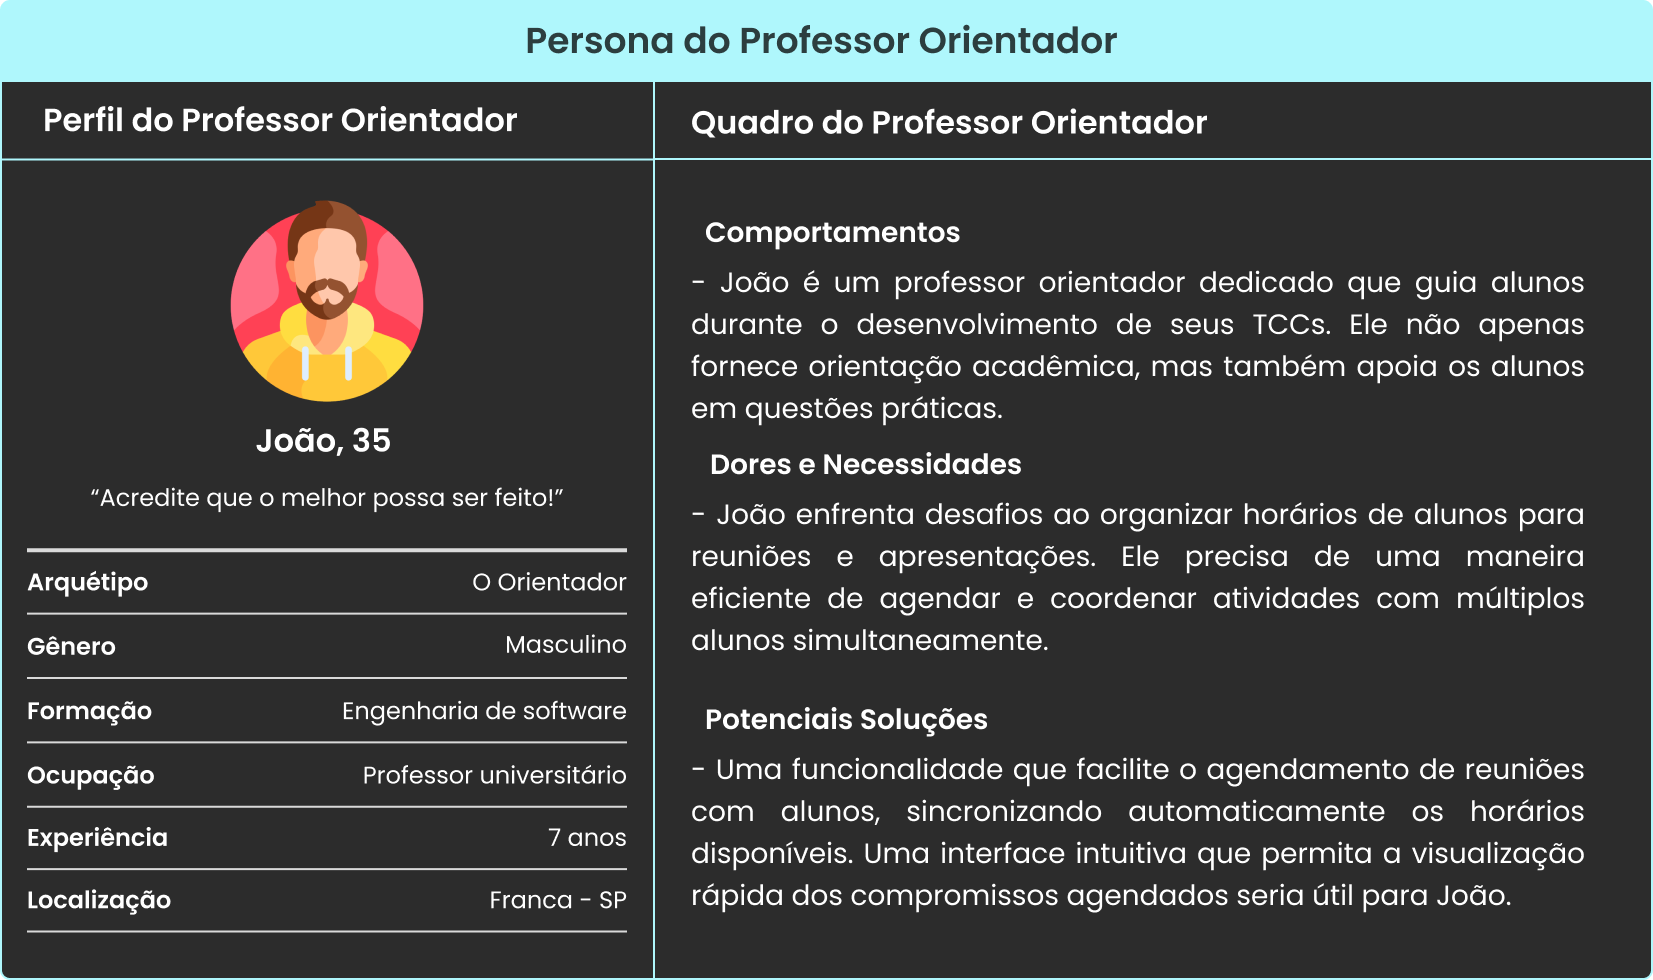 Persona do Professor Orientador
Perfil do Professor Orientador
João, 35
“Acredite que o melhor possa ser feito!”
Arquétipo O Orientador
Gênero Masculino
Formação Engenharia de software
Ocupação Professor universitário
Experiência 7 anos
Localização Franca - SP
Quadro do Professor Orientador
Comportamentos
- João é um professor orientador dedicado que guia alunos
durante o desenvolvimento de seus TCCs. Ele não apenas
fornece orientação acadêmica, mas também apoia os alunos
em questões práticas.
Dores e Necessidades
- João enfrenta desafios ao organizar horários de alunos para
reuniões e apresentações. Ele precisa de uma maneira
eficiente de agendar e coordenar atividades com múltiplos
alunos simultaneamente.
Potenciais Soluções
- Uma funcionalidade que facilite o agendamento de reuniões
com alunos, sincronizando automaticamente os horários
disponíveis. Uma interface intuitiva que permita a visualização
rápida dos compromissos agendados seria útil para João.